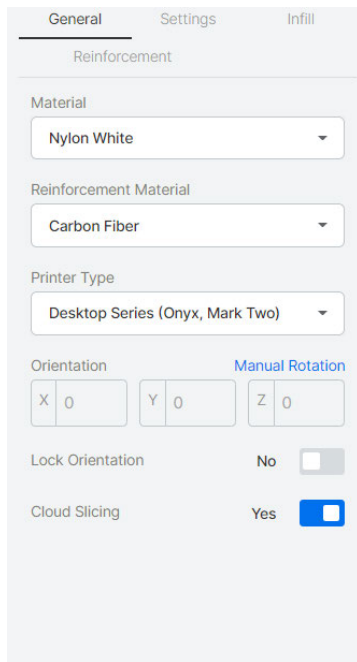 General Settings Infill
Reinforcement
Material
Nylon White
Reinforcement Material
Carbon Fiber
Printer Type
Desktop Series (Onyx, Mark Two)
Orientation Manual Rotation
X 0 Y 0 Z 0
Lock Orientation No
Cloud Slicing Yes